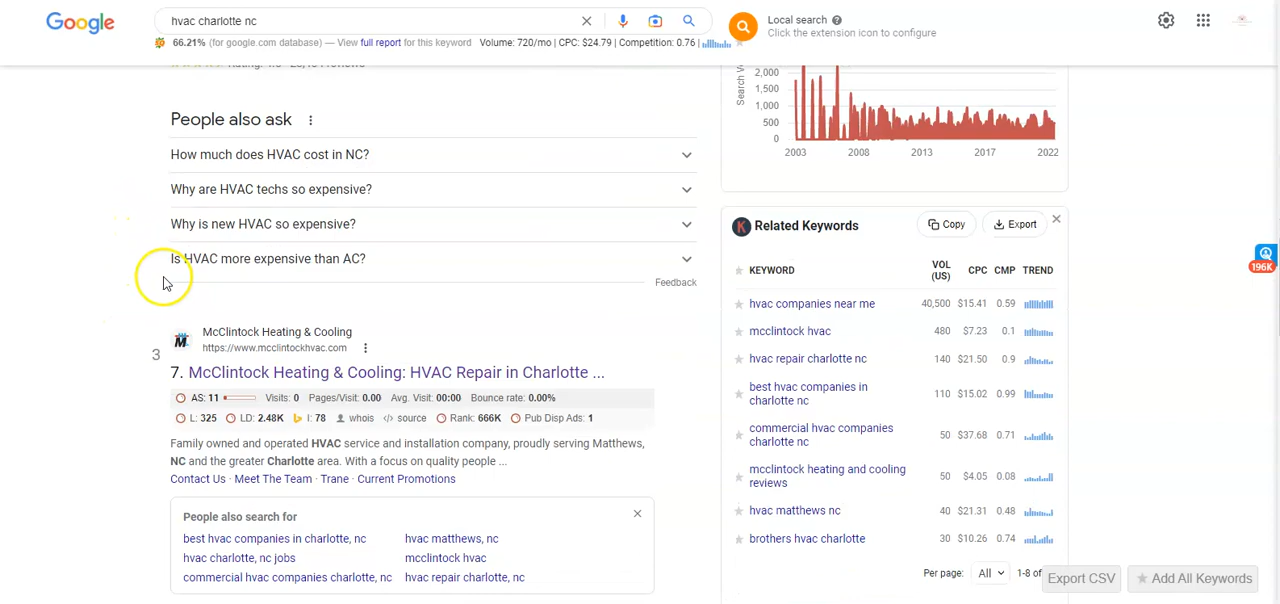 Google
hvac charlotte nc
Local search
Click the extension icon to configure
66.21% (for google.com database) — View full report for this keyword Volume: 720/mo | CPC: $24.79 | Competition: 0.76 |
People also ask
How much does HVAC cost in NC?
Why are HVAC techs so expensive?
Why is new HVAC so expensive?
Is HVAC more expensive than AC?
Feedback
McClintock Heating & Cooling
https://www.mcclintockhvac.com
3
7. McClintock Heating & Cooling: HVAC Repair in Charlotte ...
AS: 11 Visits: 0 Pages/Visit: 0.00 Avg. Visit: 00:00 Bounce rate: 0.00%
L: 325 LD: 2.48K I: 78 whois </> source Rank: 666K Pub Disp Ads: 1
Family owned and operated HVAC service and installation company, proudly serving Matthews,
NC and the greater Charlotte area. With a focus on quality people ...
Contact Us · Meet The Team · Trane · Current Promotions
People also search for
best hvac companies in charlotte, nc hvac matthews, nc
hvac charlotte, nc jobs mcclintock hvac
commercial hvac companies charlotte, nc hvac repair charlotte, nc
Search V
2,000
1,500
1,000
500
0
2003 2008 2013 2017 2022
K Related Keywords Copy Export
KEYWORD VOL (US) CPC CMP TREND
hvac companies near me 40,500 $15.41 0.59
mcclintock hvac 480 $7.23 0.1
hvac repair charlotte nc 140 $21.50 0.9
best hvac companies in
charlotte nc 110 $15.02 0.99
commercial hvac companies
charlotte nc 50 $37.68 0.71
mcclintock heating and cooling
reviews 50 $4.05 0.08
hvac matthews nc 40 $21.31 0.48
brothers hvac charlotte 30 $10.26 0.74
Per page: All 1-8 of
Export CSV Add All Keywords
196K